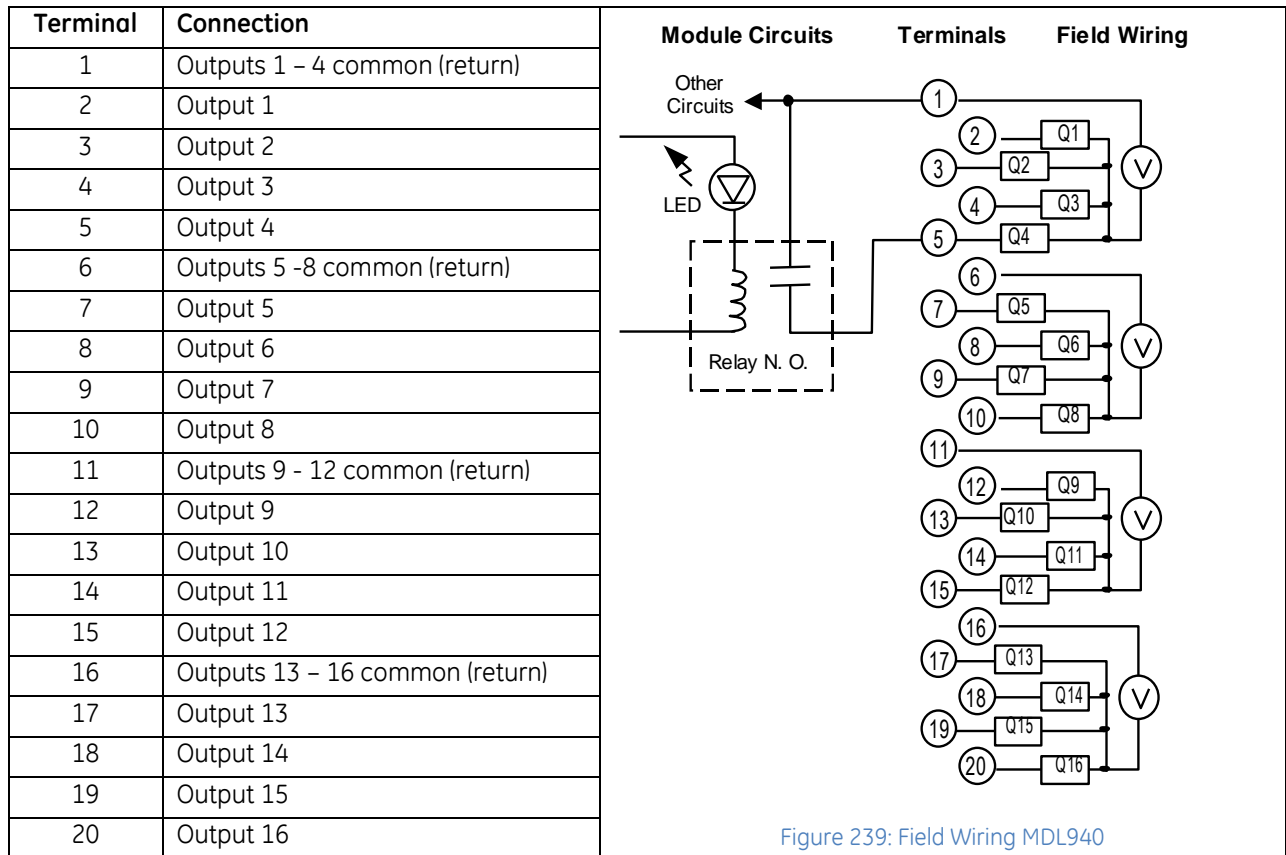 Terminal Connection
1 Outputs 1 – 4 common (return)
2 Output 1
3 Output 2
4 Output 3
5 Output 4
6 Outputs 5 -8 common (return)
7 Output 5
8 Output 6
9 Output 7
10 Output 8
11 Outputs 9 - 12 common (return)
12 Output 9
13 Output 10
14 Output 11
15 Output 12
16 Outputs 13 – 16 common (return)
17 Output 13
18 Output 14
19 Output 15
20 Output 16
Module Circuits Terminals Field Wiring
Other
Circuits
LED
Relay N. O.
1
2 Q1
3 Q2
V
4 Q3
5 Q4
6
7 Q5
8 Q6
V
9 Q7
10 Q8
11
12 Q9
13 Q10
V
14 Q11
15 Q12
16
17 Q13
18 Q14
V
19 Q15
20 Q16
Figure 239: Field Wiring MDL940